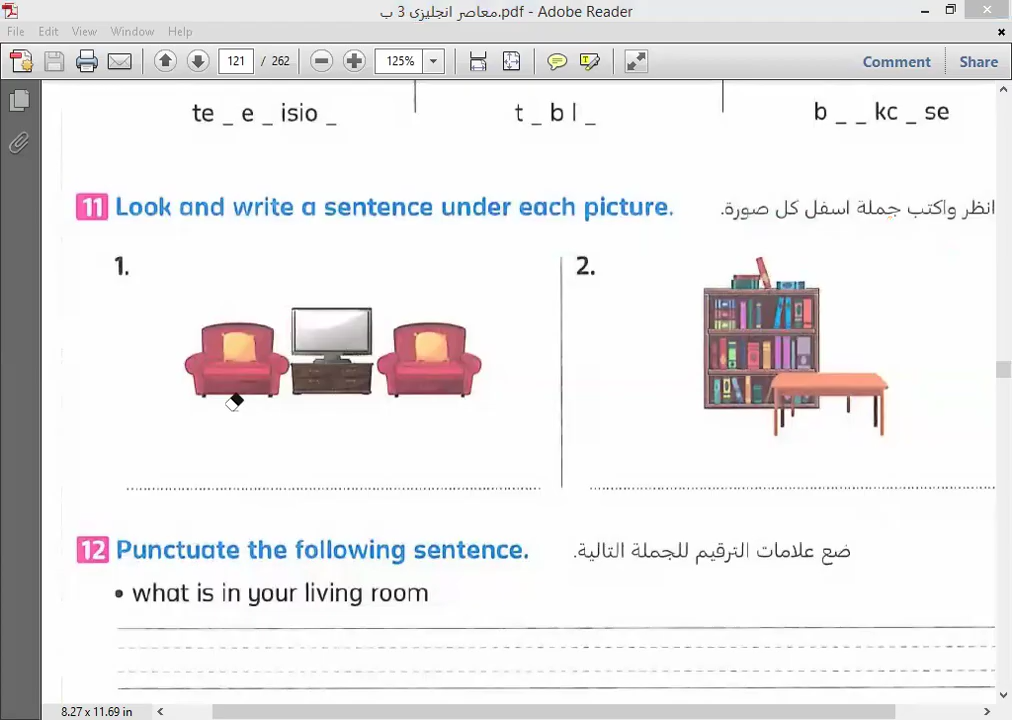 معاصر انجليزى 3 ب.pdf - Adobe Reader
File Edit View Window Help
121 / 262 125% Comment Share
te _ e _ isio _ t _ b l _ b _ _ kc _ se
11 Look and write a sentence under each picture. انظر واكتب جملة اسفل كل صورة.
1. 2.
12 Punctuate the following sentence. ضع علامات الترقيم للجملة التالية.
• what is in your living room
8.27 x 11.69 in